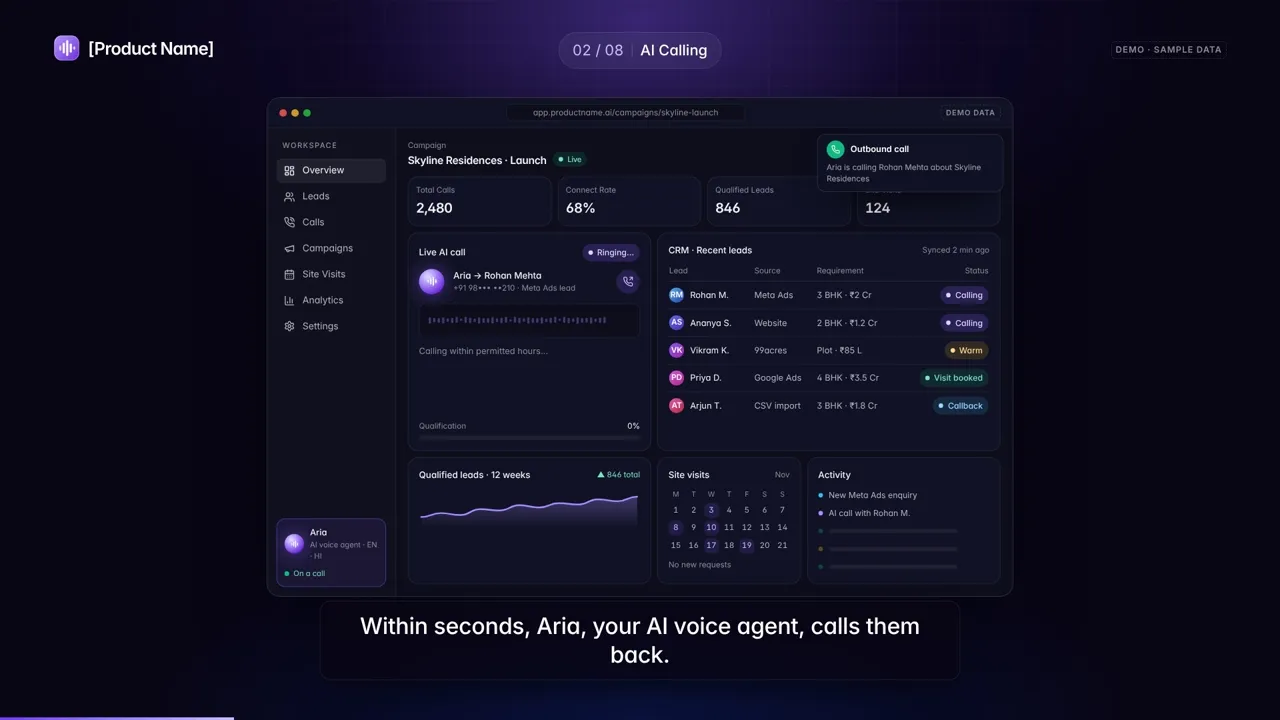 [Product Name]
02 / 08 | AI Calling
DEMO · SAMPLE DATA
app.productname.ai/campaigns/skyline-launch
DEMO DATA
WORKSPACE
Overview
Leads
Calls
Campaigns
Site Visits
Analytics
Settings
Aria
AI voice agent · EN
· HI
On a call
Campaign
Skyline Residences · Launch
Live
Outbound call
Aria is calling Rohan Mehta about Skyline
Residences
Total Calls
2,480
Connect Rate
68%
Qualified Leads
846
124
Live AI call
Ringing...
Aria → Rohan Mehta
+91 98••• ••210 · Meta Ads lead
Calling within permitted hours...
Qualification 0%
CRM · Recent leads
Synced 2 min ago
Lead Source Requirement Status
RM Rohan M. Meta Ads 3 BHK · ₹2 Cr Calling
AS Ananya S. Website 2 BHK · ₹1.2 Cr Calling
VK Vikram K. 99acres Plot · ₹85 L Warm
PD Priya D. Google Ads 4 BHK · ₹3.5 Cr Visit booked
AT Arjun T. CSV import 3 BHK · ₹1.8 Cr Callback
Qualified leads · 12 weeks
▲ 846 total
Site visits Nov
M T W T F S S
1 2 3 4 5 6 7
8 9 10 11 12 13 14
15 16 17 18 19 20 21
No new requests
Activity
New Meta Ads enquiry
AI call with Rohan M.
Within seconds, Aria, your AI voice agent, calls them
back.